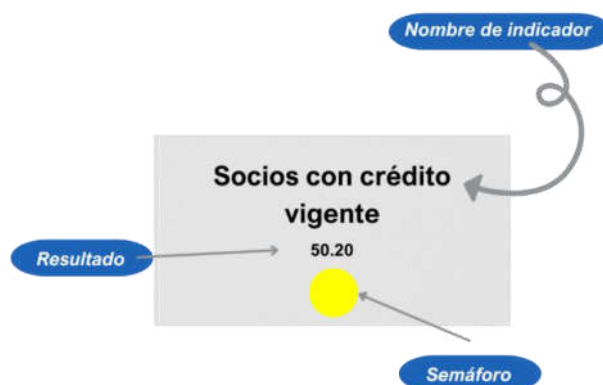 Nombre de indicador
Socios con crédito
vigente
50.20
Resultado
Semáforo